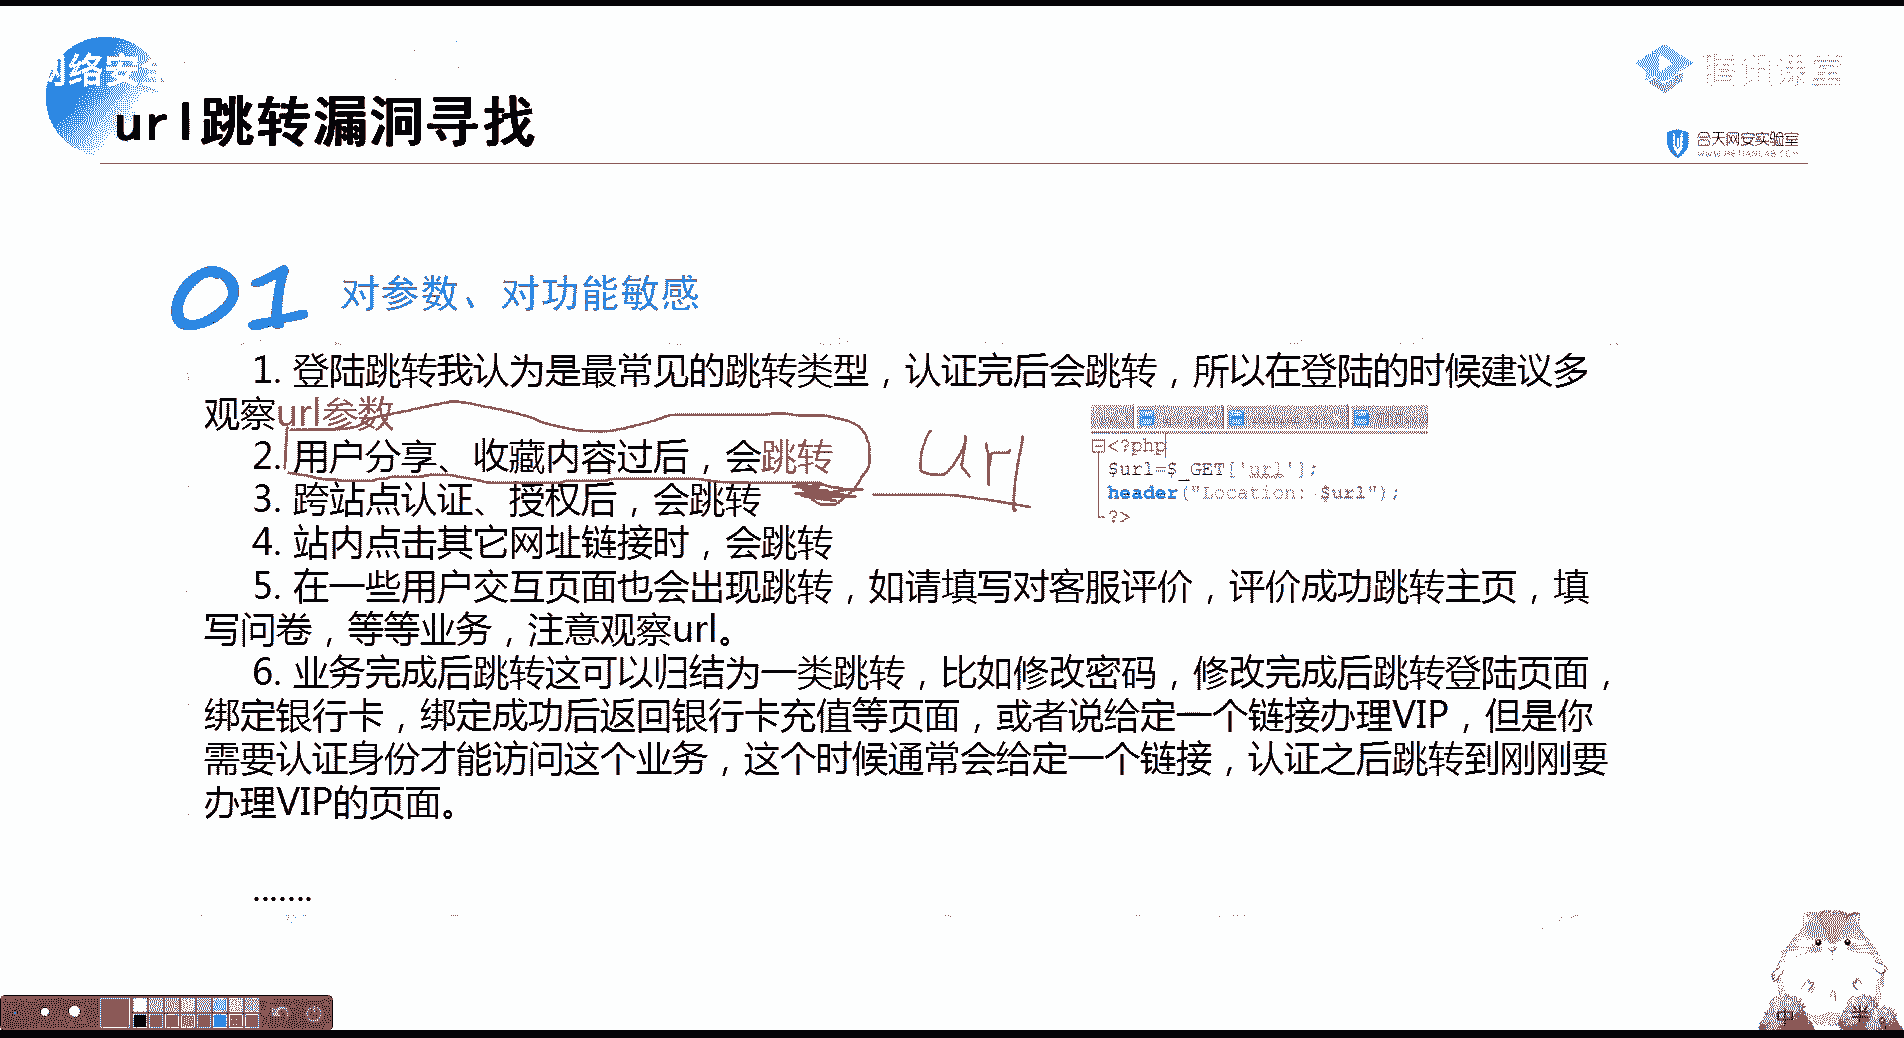 网络安全
腾讯课堂
url跳转漏洞寻找
合天网安实验室
WWW.HETIANLAB.COM
01 对参数、对功能敏感
1. 登陆跳转我认为是最常见的跳转类型，认证完后会跳转，所以在登陆的时候建议多
观察url参数
2. 用户分享、收藏内容过后，会跳转
url
<?php
$url=$_GET['url'];
header("Location: $url");
?>
3. 跨站点认证、授权后，会跳转
4. 站内点击其它网址链接时，会跳转
5. 在一些用户交互页面也会出现跳转，如请填写对客服评价，评价成功跳转主页，填
写问卷，等等业务，注意观察url。
6. 业务完成后跳转这可以归结为一类跳转，比如修改密码，修改完成后跳转登陆页面，
绑定银行卡，绑定成功后返回银行卡充值等页面，或者说给定一个链接办理VIP，但是你
需要认证身份才能访问这个业务，这个时候通常会给定一个链接，认证之后跳转到刚刚要
办理VIP的页面。
.......
中 半